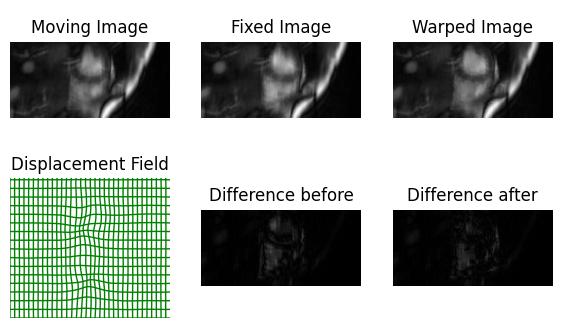 Moving Image
Fixed Image
Warped Image
Displacement Field
Difference before
Difference after